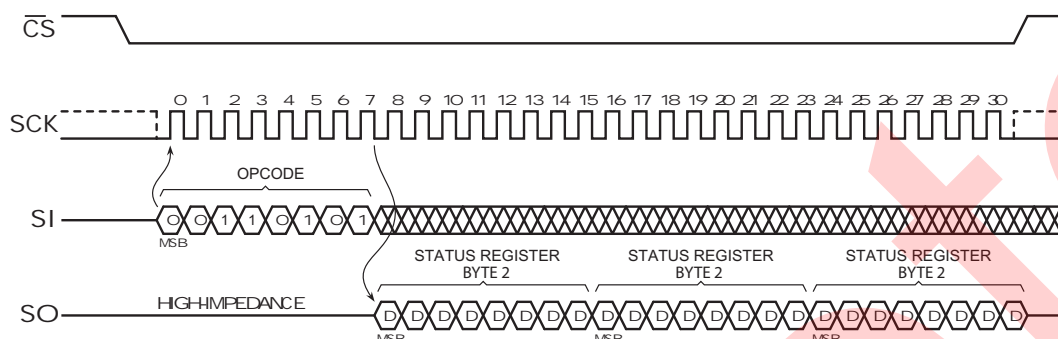 CS
SCK 0 1 2 3 4 5 6 7 8 9 10 11 12 13 14 15 16 17 18 19 20 21 22 23 24 25 26 27 28 29 30
OPCODE
SI 0 0 1 1 0 1 0 1
MSB
STATUS REGISTER
BYTE 2
STATUS REGISTER
BYTE 2
STATUS REGISTER
BYTE 2
SO HIGH-IMPEDANCE D D D D D D D D D D D D D D D D D D D D D D D D
MSB MSB MSB